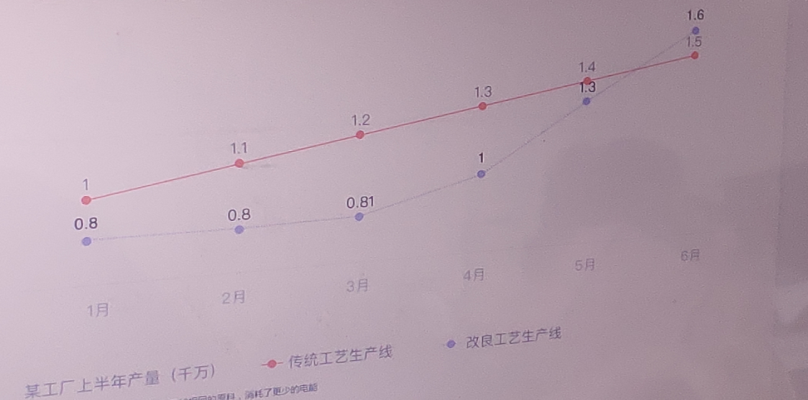 1.6
1.5
1.4
1.3
1.3
1.2
1.1
1
1
0.8
0.8
0.81
1月
2月
3月
4月
5月
6月
传统工艺生产线
改良工艺生产线
某工厂上半年产量（千万）
原料，消耗了更少的电能